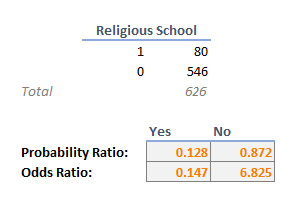 Religious School
1 80
0 546
Total 626
Yes No
Probability Ratio: 0.128 0.872
Odds Ratio: 0.147 6.825